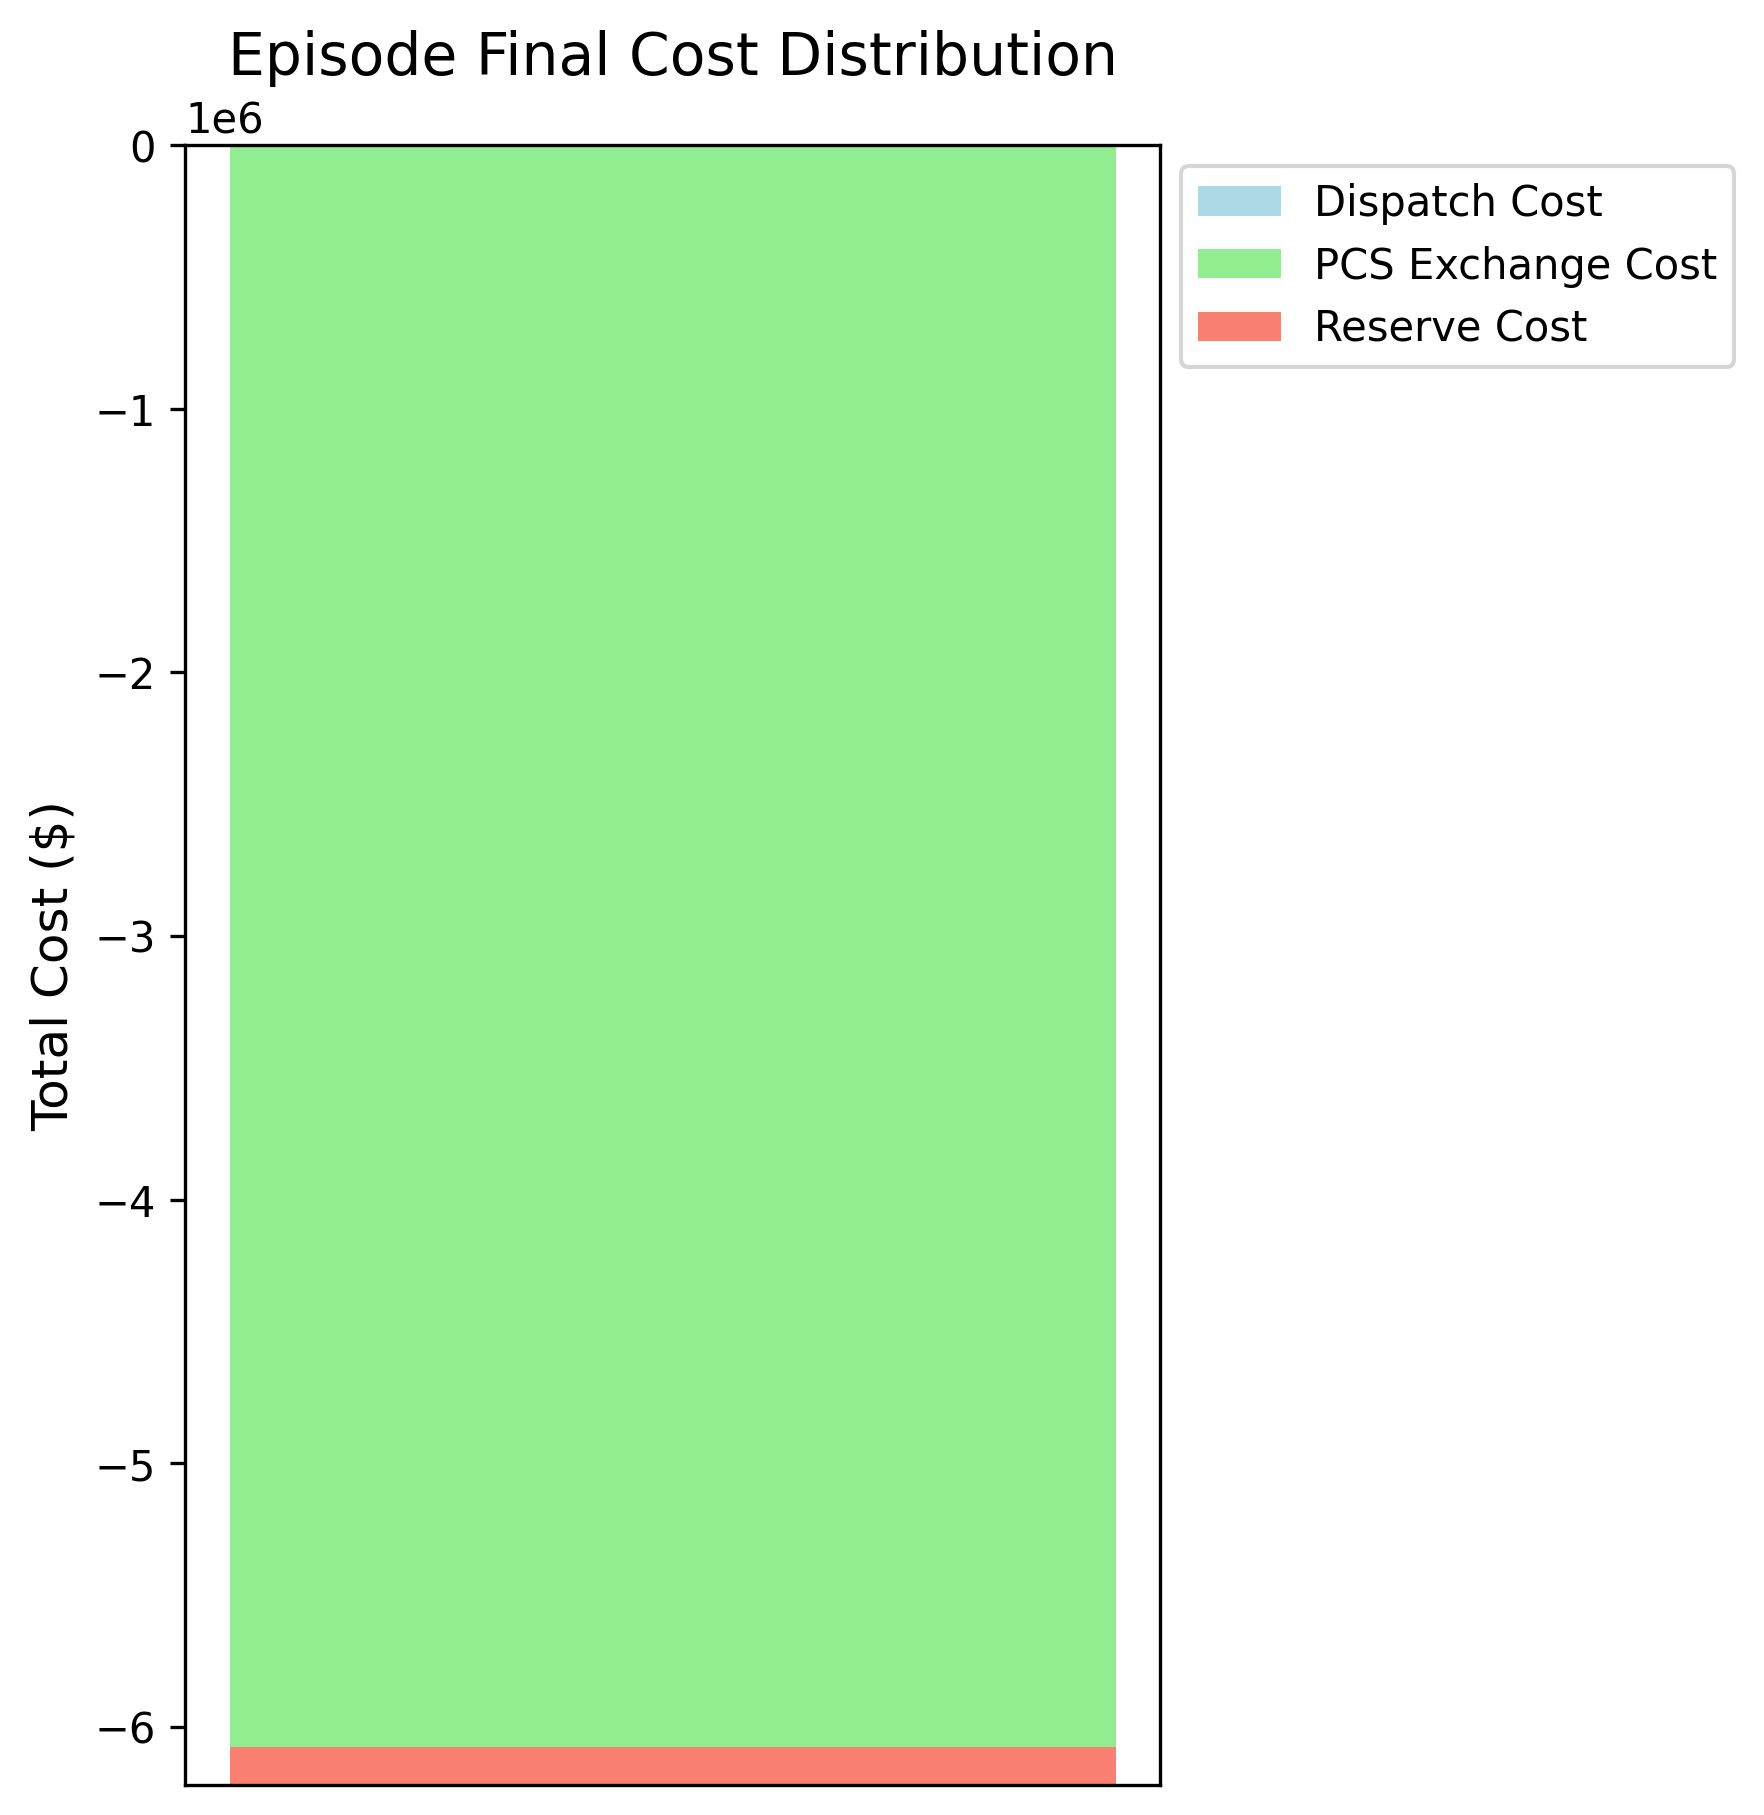 Episode Final Cost Distribution
1e6
0
−1
−2
−3
−4
−5
−6
Total Cost ($)
Dispatch Cost
PCS Exchange Cost
Reserve Cost